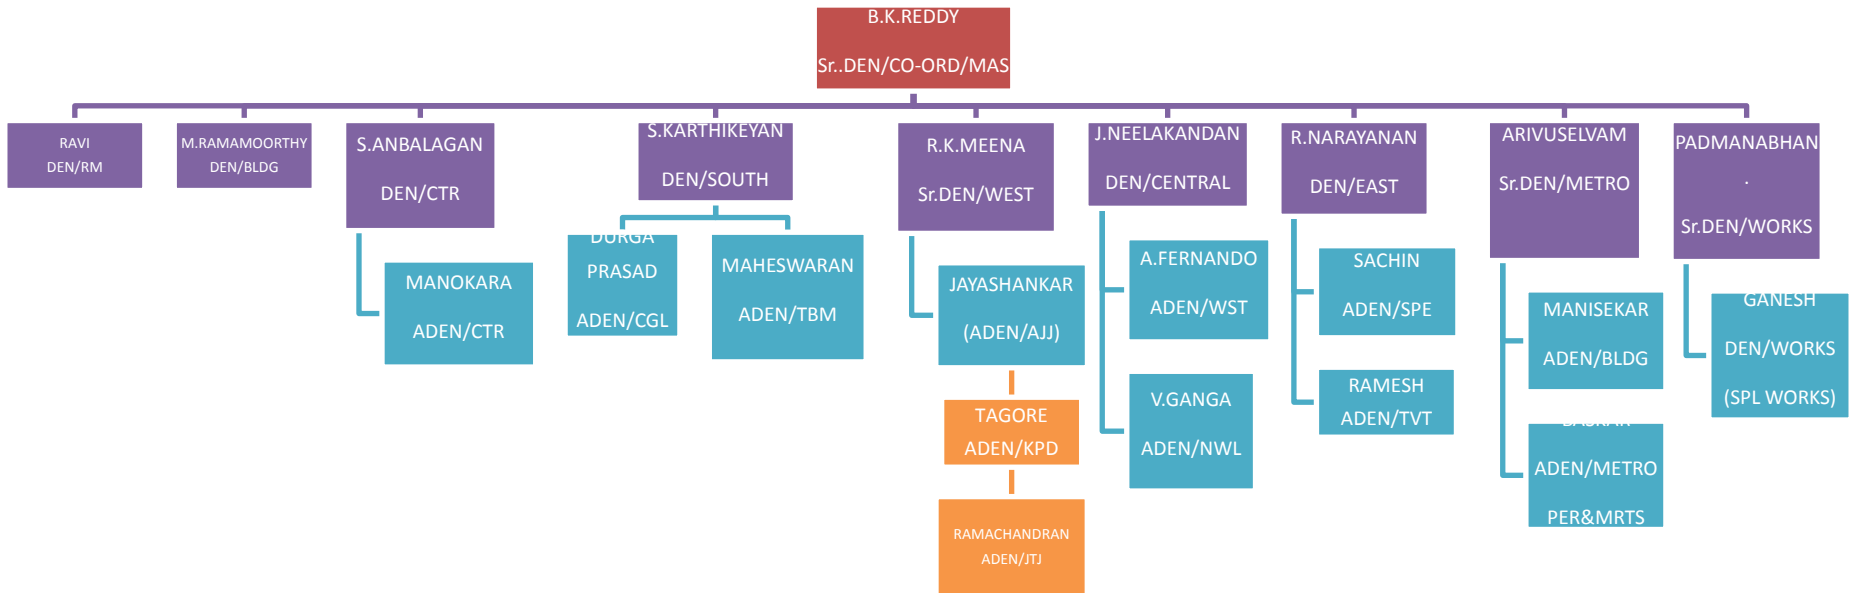 B.K.REDDY
Sr..DEN/CO-ORD/MAS
RAVI
DEN/RM
M.RAMAMOORTHY
DEN/BLDG
S.ANBALAGAN
DEN/CTR
MANOKARA
ADEN/CTR
S.KARTHIKEYAN
DEN/SOUTH
DURGA
PRASAD
ADEN/CGL
MAHESWARAN
ADEN/TBM
R.K.MEENA
Sr.DEN/WEST
JAYASHANKAR
(ADEN/AJJ)
TAGORE
ADEN/KPD
RAMACHANDRAN
ADEN/JTJ
J.NEELAKANDAN
DEN/CENTRAL
A.FERNANDO
ADEN/WST
V.GANGA
ADEN/NWL
R.NARAYANAN
DEN/EAST
SACHIN
ADEN/SPE
RAMESH
ADEN/TVT
ARIVUSELVAM
Sr.DEN/METRO
MANISEKAR
ADEN/BLDG
BASKAR
ADEN/METRO
PER&MRTS
PADMANABHAN
.
Sr.DEN/WORKS
GANESH
DEN/WORKS
(SPL WORKS)